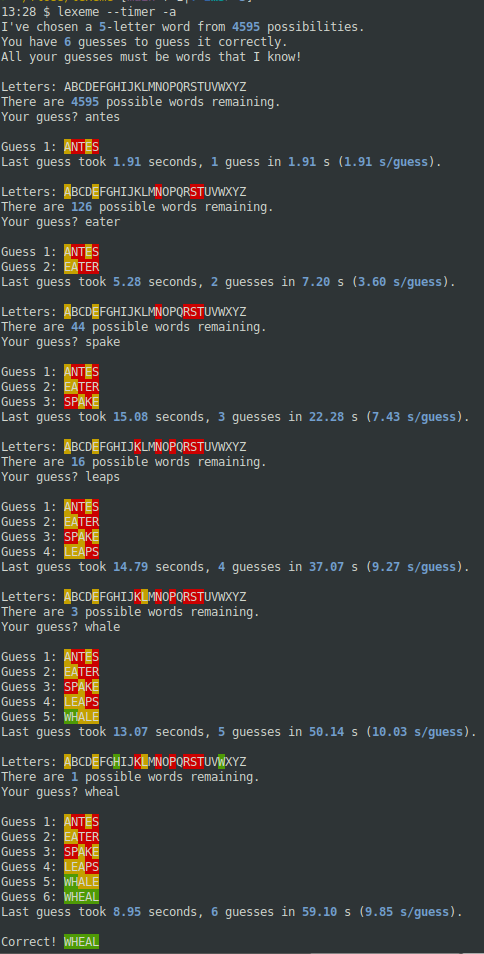 13:28 $ lexeme --timer -a
I've chosen a 5-letter word from 4595 possibilities.
You have 6 guesses to guess it correctly.
All your guesses must be words that I know!
Letters: ABCDEFGHIJKLMNOPQRSTUVWXYZ
There are 4595 possible words remaining.
Your guess? antes
Guess 1: ANTES
Last guess took 1.91 seconds, 1 guess in 1.91 s (1.91 s/guess).
Letters: ABCDEFGHIJKLMNOPQRSTUVWXYZ
There are 126 possible words remaining.
Your guess? eater
Guess 1: ANTES
Guess 2: EATER
Last guess took 5.28 seconds, 2 guesses in 7.20 s (3.60 s/guess).
Letters: ABCDEFGHIJKLMNOPQRSTUVWXYZ
There are 44 possible words remaining.
Your guess? spake
Guess 1: ANTES
Guess 2: EATER
Guess 3: SPAKE
Last guess took 15.08 seconds, 3 guesses in 22.28 s (7.43 s/guess).
Letters: ABCDEFGHIJKLMNOPQRSTUVWXYZ
There are 16 possible words remaining.
Your guess? leaps
Guess 1: ANTES
Guess 2: EATER
Guess 3: SPAKE
Guess 4: LEAPS
Last guess took 14.79 seconds, 4 guesses in 37.07 s (9.27 s/guess).
Letters: ABCDEFGHIJKLMNOPQRSTUVWXYZ
There are 3 possible words remaining.
Your guess? whale
Guess 1: ANTES
Guess 2: EATER
Guess 3: SPAKE
Guess 4: LEAPS
Guess 5: WHALE
Last guess took 13.07 seconds, 5 guesses in 50.14 s (10.03 s/guess).
Letters: ABCDEFGHIJKLMNOPQRSTUVWXYZ
There are 1 possible words remaining.
Your guess? wheal
Guess 1: ANTES
Guess 2: EATER
Guess 3: SPAKE
Guess 4: LEAPS
Guess 5: WHALE
Guess 6: WHEAL
Last guess took 8.95 seconds, 6 guesses in 59.10 s (9.85 s/guess).
Correct! WHEAL